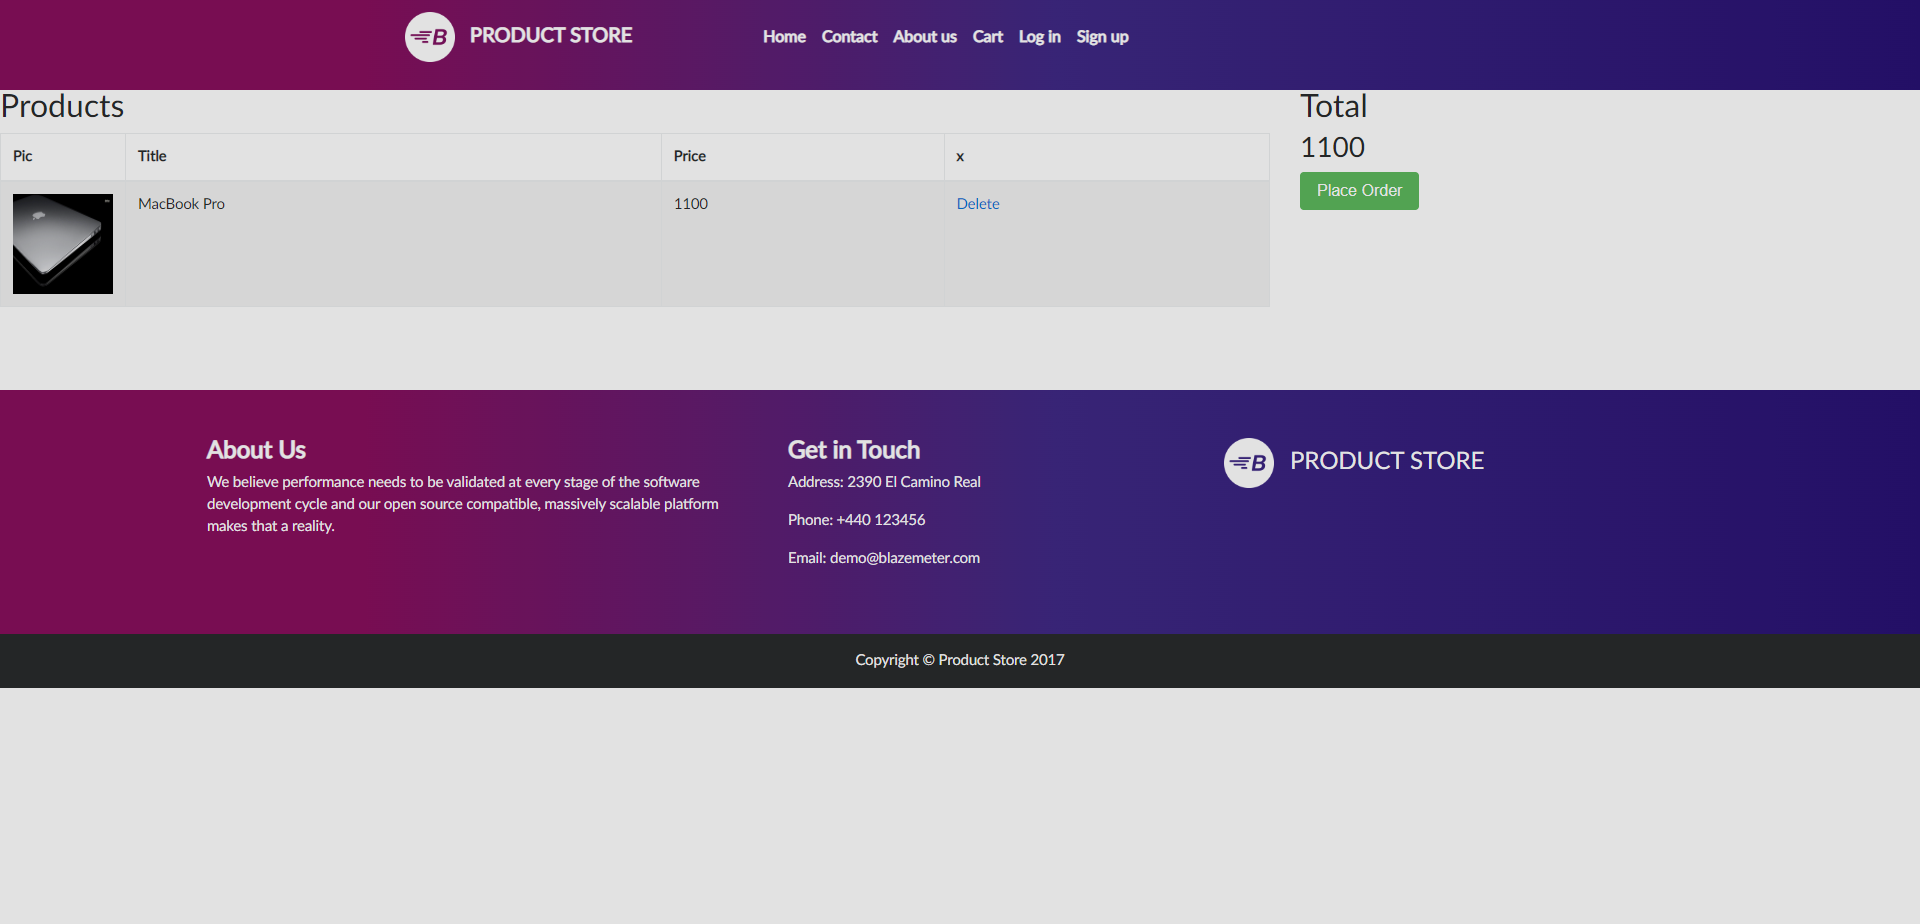 B PRODUCT STORE
Home Contact About us Cart Log in Sign up
Products
Pic Title Price x
MacBook Pro 1100 Delete
Total
1100
Place Order
About Us
We believe performance needs to be validated at every stage of the software
development cycle and our open source compatible, massively scalable platform
makes that a reality.
Get in Touch
Address: 2390 El Camino Real
Phone: +440 123456
Email: demo@blazemeter.com
B PRODUCT STORE
Copyright © Product Store 2017